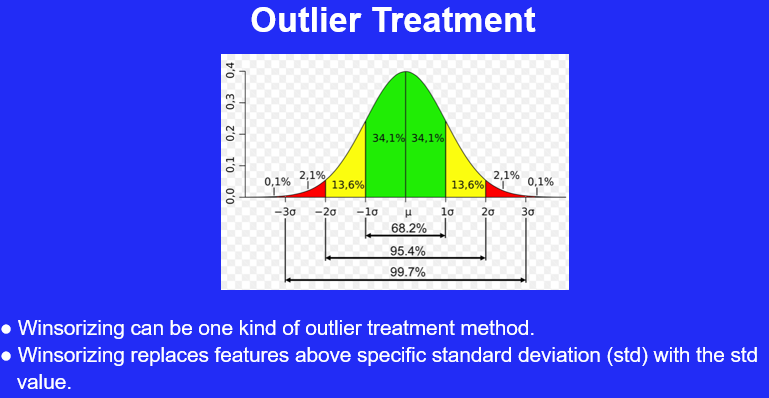 Outlier Treatment
0,4
0,3
0,2
0,1
0,0
34,1% 34,1%
0,1% 2,1% 13,6% 13,6% 2,1% 0,1%
−3σ −2σ −1σ μ 1σ 2σ 3σ
68.2%
95.4%
99.7%
● Winsorizing can be one kind of outlier treatment method.
● Winsorizing replaces features above specific standard deviation (std) with the std
value.